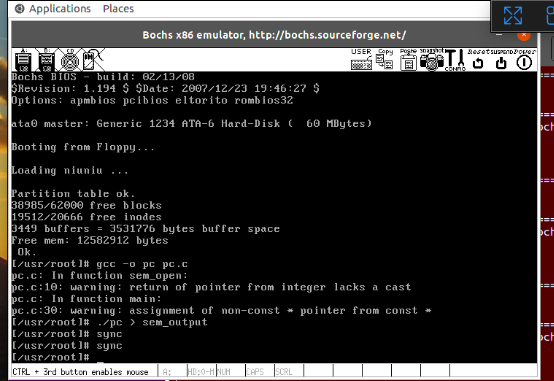 Applications Places
Bochs x86 emulator, http://bochs.sourceforge.net/
USER Copy Paste Snapshot Reset SUSPEND Power
CONFIG
Bochs BIOS - build: 02/13/08
$Revision: 1.194 $ $Date: 2007/12/23 19:46:27 $
Options: apmbios pcibios eltorito rombios32
ata0 master: Generic 1234 ATA-6 Hard-Disk ( 60 MBytes)
Booting from Floppy...
Loading niuniu ...
Partition table ok.
38985/62000 free blocks
19512/20666 free inodes
3449 buffers = 3531776 bytes buffer space
Free mem: 12582912 bytes
Ok.
[/usr/root]# gcc -o pc pc.c
pc.c: In function sem_open:
pc.c:10: warning: return of pointer from integer lacks a cast
pc.c: In function main:
pc.c:30: warning: assignment of non-const * pointer from const *
[/usr/root]# ./pc > sem_output
[/usr/root]# sync
[/usr/root]# sync
[/usr/root]# _
CTRL + 3rd button enables mouse A: HD:0-M NUM CAPS SCRL